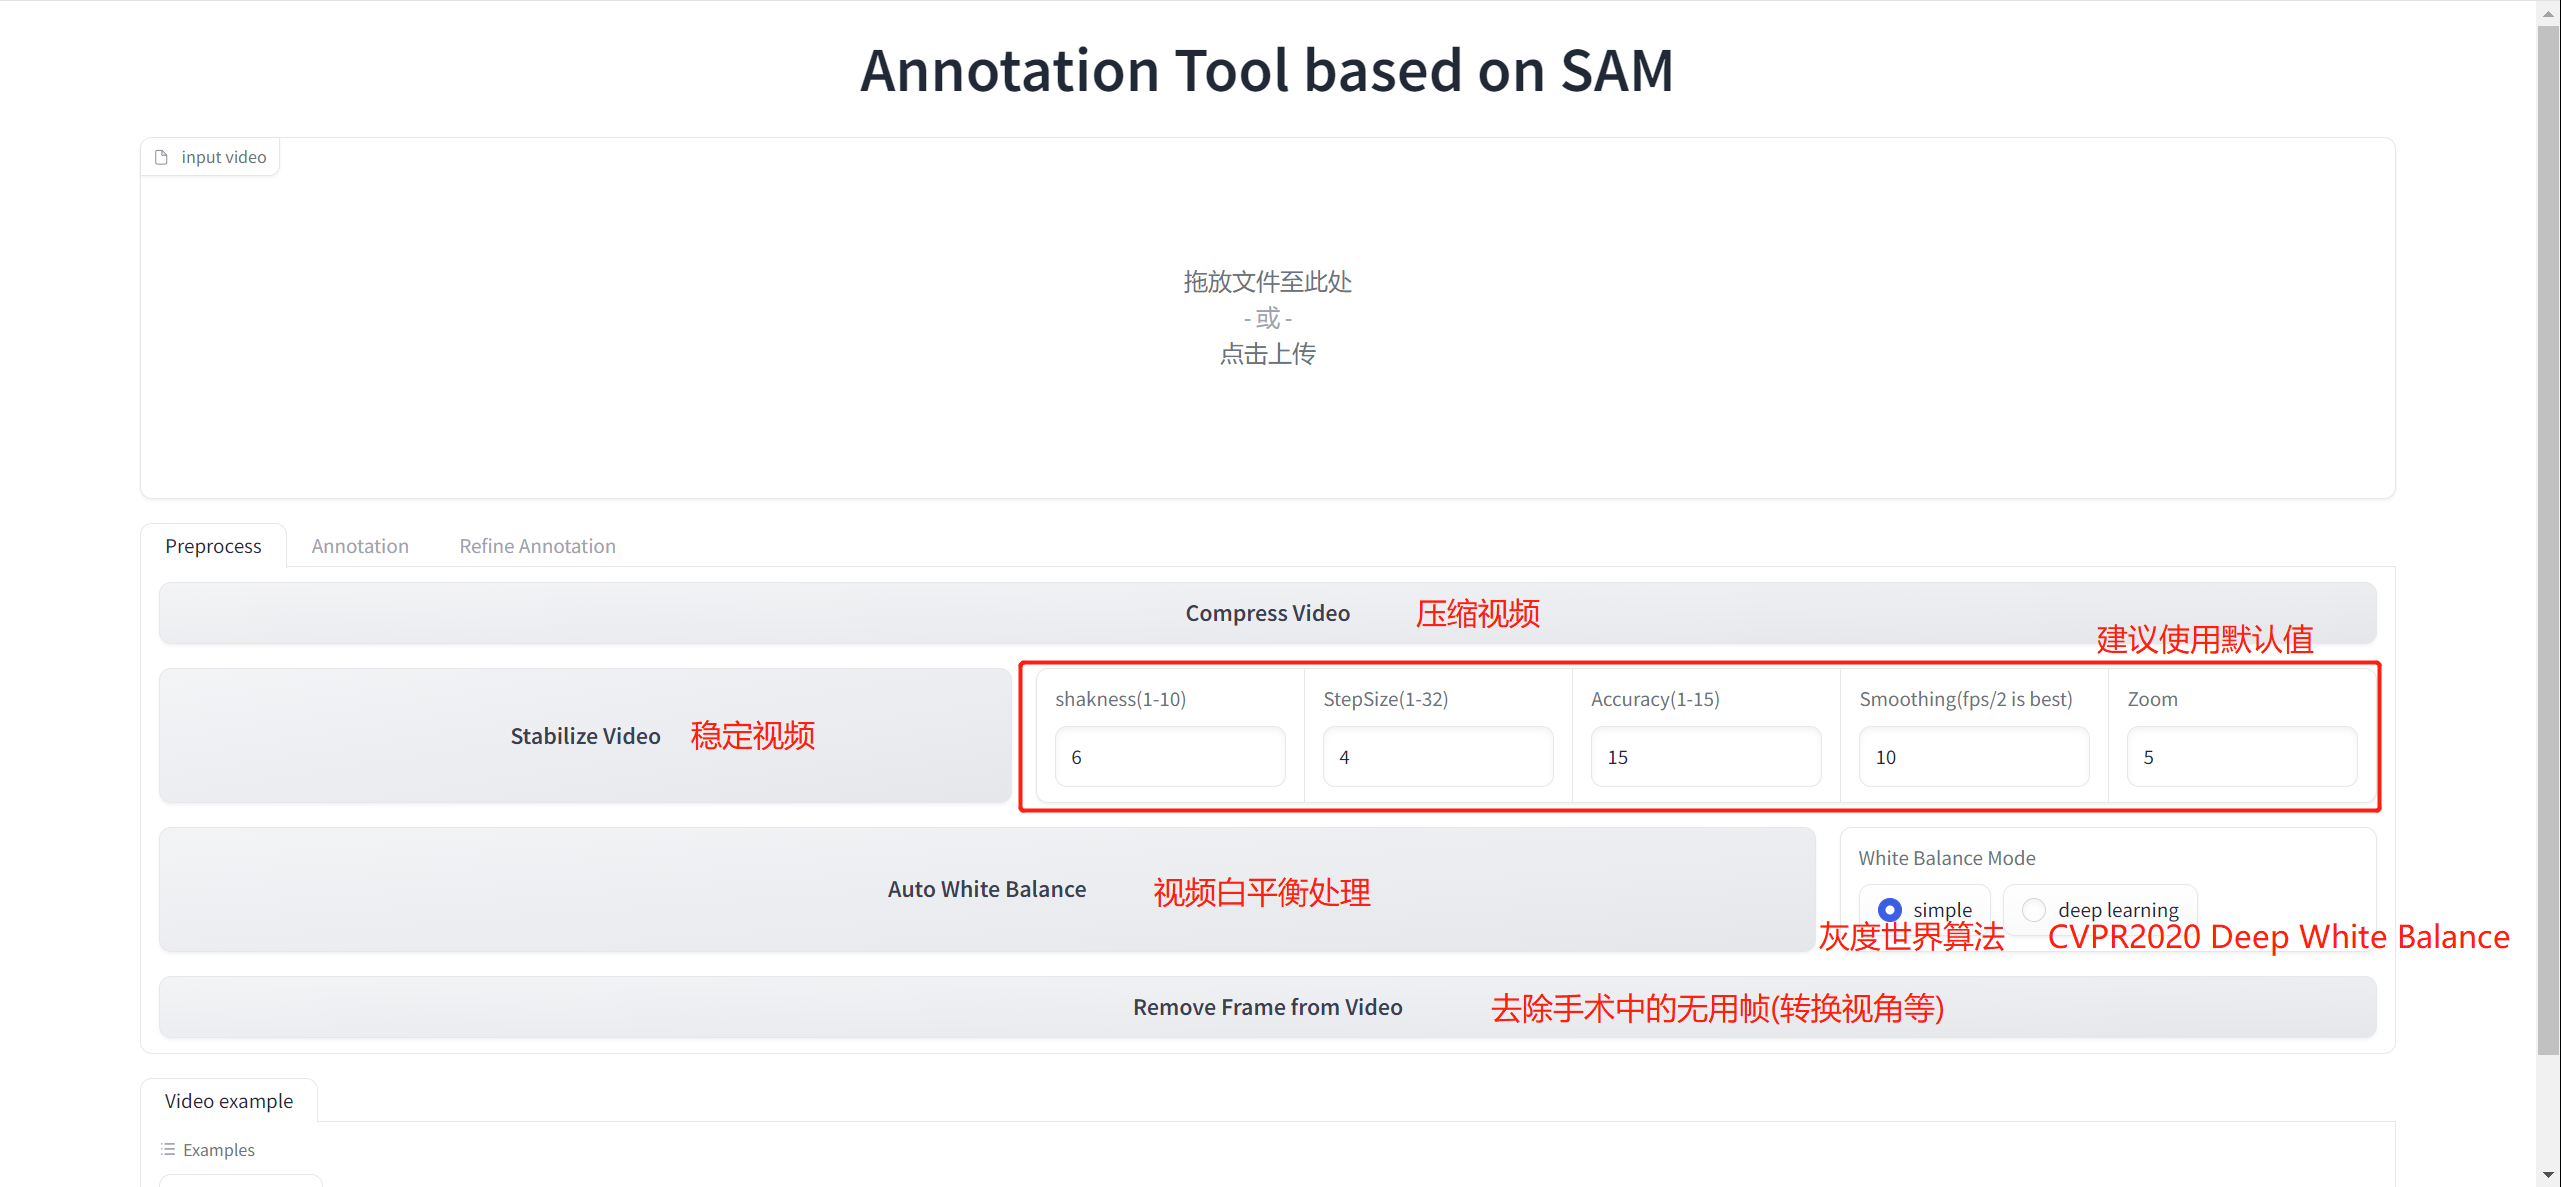 Annotation Tool based on SAM
input video
拖放文件至此处
- 或 -
点击上传
Preprocess Annotation Refine Annotation
Compress Video 压缩视频
建议使用默认值
Stabilize Video 稳定视频
shakness(1-10) StepSize(1-32) Accuracy(1-15) Smoothing(fps/2 is best) Zoom
6 4 15 10 5
Auto White Balance 视频白平衡处理
White Balance Mode
simple deep learning
灰度世界算法 CVPR2020 Deep White Balance
Remove Frame from Video 去除手术中的无用帧(转换视角等)
Video example
Examples